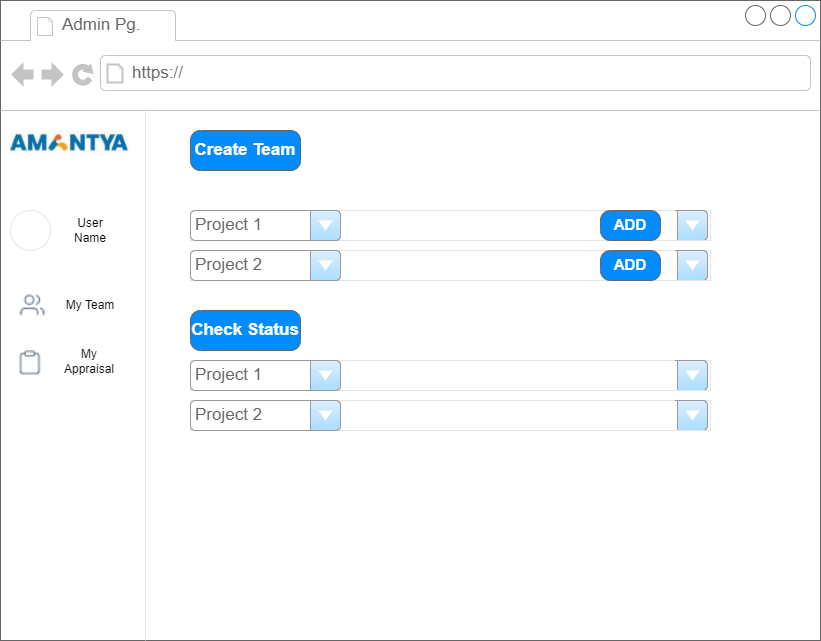 Admin Pg.
https://
AMANTYA
Create Team
User
Name
Project 1
ADD
Project 2
ADD
My Team
Check Status
My
Appraisal
Project 1
Project 2